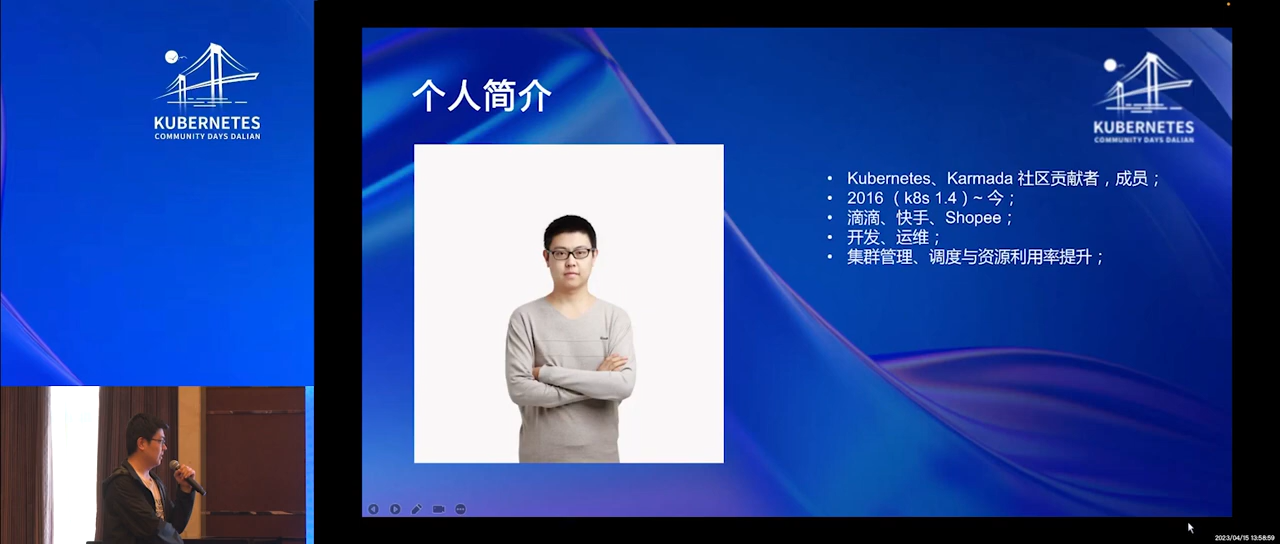 KUBERNETES
COMMUNITY DAYS DALIAN
个人简介
KUBERNETES
COMMUNITY DAYS DALIAN
• Kubernetes、Karmada 社区贡献者，成员；
• 2016 （k8s 1.4）~ 今；
• 滴滴、快手、Shopee；
• 开发、运维；
• 集群管理、调度与资源利用率提升；
2023/04/15 13:58:59